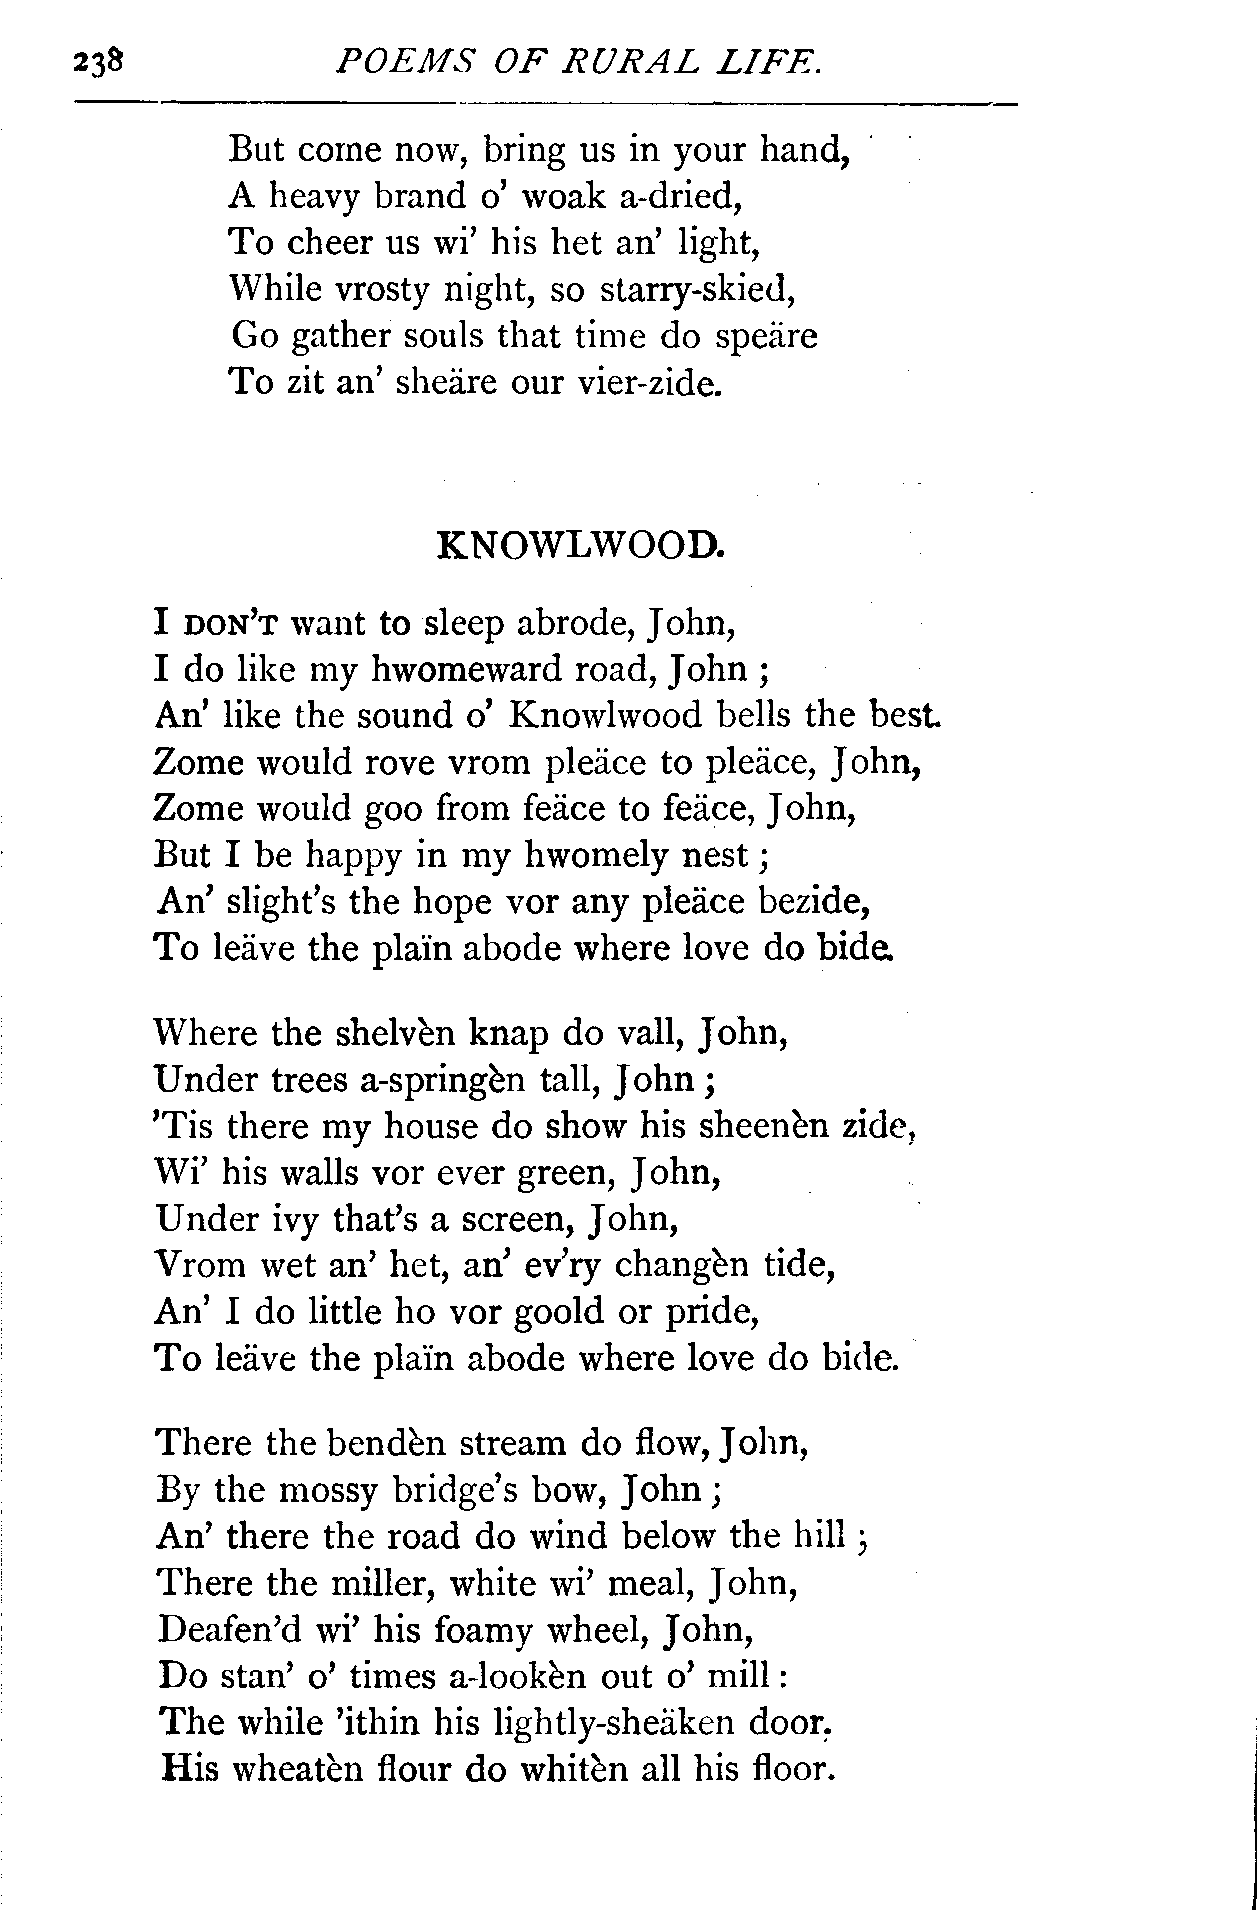 238 POEMS OF RURAL LIFE.
But come now, bring us in your hand,
A heavy brand o' woak a-dried,
To cheer us wi' his het an' light,
While vrosty night, so starry-skied,
Go gather souls that time do speäre
To zit an' sheäre our vier-zide.
KNOWLWOOD.
I DON'T want to sleep abrode, John,
I do like my hwomeward road, John ;
An' like the sound o' Knowlwood bells the best.
Zome would rove vrom pleäce to pleäce, John,
Zome would goo from feäce to feäce, John,
But I be happy in my hwomely nest ;
An' slight's the hope vor any pleäce bezide,
To leäve the plaïn abode where love do bide.
Where the shelvèn knap do vall, John,
Under trees a-springèn tall, John ;
'Tis there my house do show his sheenèn zide,
Wi' his walls vor ever green, John,
Under ivy that's a screen, John,
Vrom wet an' het, an' ev'ry changèn tide,
An' I do little ho vor goold or pride,
To leäve the plaïn abode where love do bide.
There the bendèn stream do flow, John,
By the mossy bridge's bow, John ;
An' there the road do wind below the hill ;
There the miller, white wi' meal, John,
Deafen'd wi' his foamy wheel, John,
Do stan' o' times a-lookèn out o' mill :
The while 'ithin his lightly-sheäken door,
His wheatèn flour do whitèn all his floor.